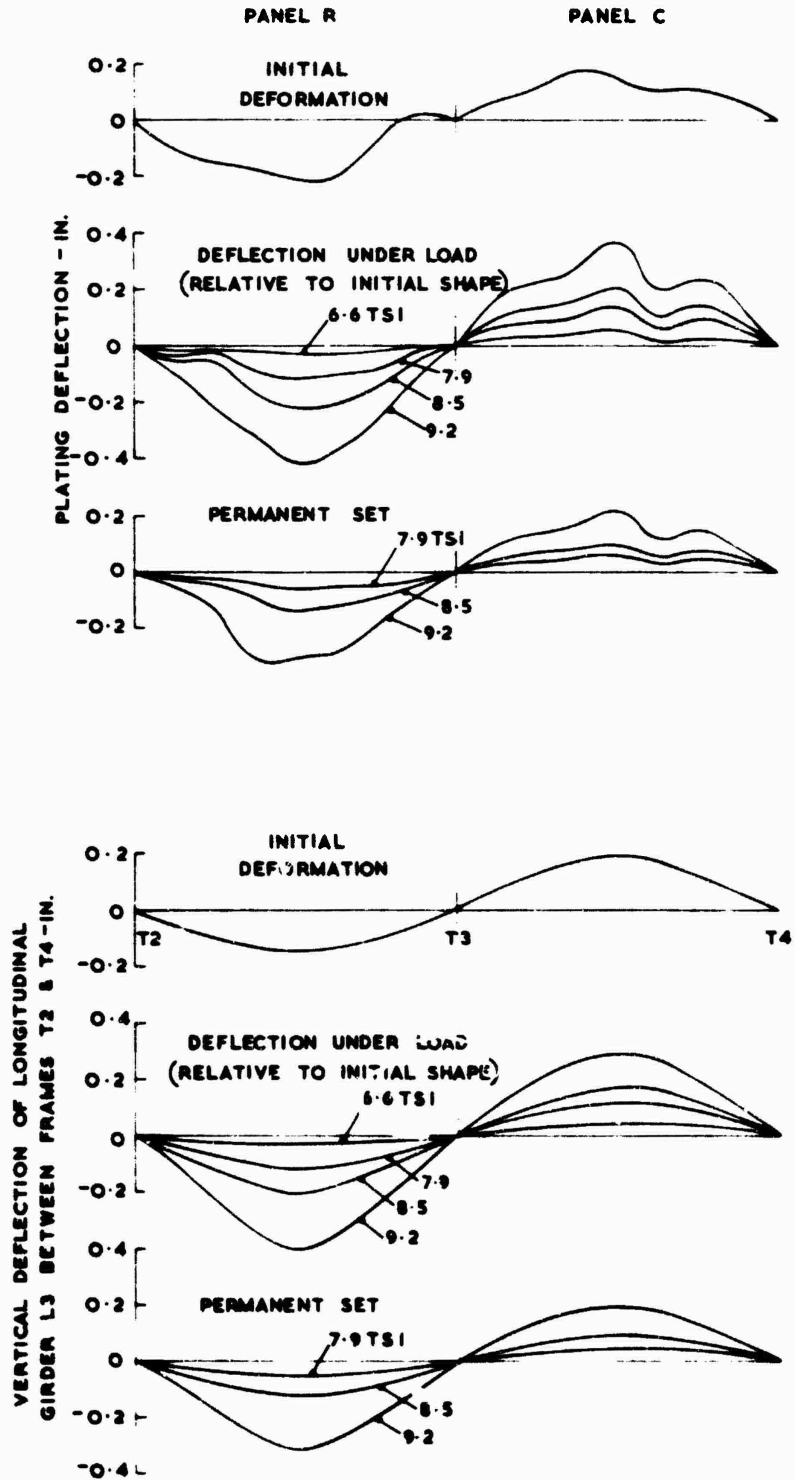 PANEL R
PANEL C
PLATING DEFLECTION - IN.
0·2
0
-0·2
INITIAL
DEFORMATION
0·4
0·2
0
-0·2
-0·4
DEFLECTION UNDER LOAD
(RELATIVE TO INITIAL SHAPE)
6·6 TSI
7·9
8·5
9·2
0·2
0
-0·2
PERMANENT SET
7·9 TSI
8·5
9·2
VERTICAL DEFLECTION OF LONGITUDINAL
GIRDER L3 BETWEEN FRAMES T2 & T4-IN.
0·2
0
-0·2
INITIAL
DEFORMATION
T2
T3
T4
0·4
0·2
0
-0·2
0·4
DEFLECTION UNDER LOAD
(RELATIVE TO INITIAL SHAPE)
6·6 TSI
7·9
8·5
9·2
0·2
0
-0·2
-0·4
PERMANENT SET
7·9 TSI
8·5
9·2